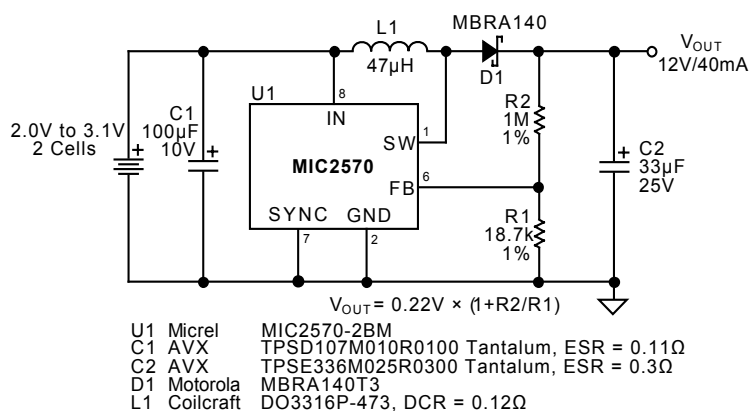 MBRA140
L1
47µH
D1
VOUT
12V/40mA
U1
8
IN
2.0V to 3.1V
2 Cells
+
C1
100µF
10V
+
SW
1
MIC2570
FB
6
SYNC
GND
7
2
R2
1M
1%
+
C2
33µF
25V
R1
18.7k
1%
VOUT = 0.22V × (1+R2/R1)
U1 Micrel MIC2570-2BM
C1 AVX TPSD107M010R0100 Tantalum, ESR = 0.11Ω
C2 AVX TPSE336M025R0300 Tantalum, ESR = 0.3Ω
D1 Motorola MBRA140T3
L1 Coilcraft DO3316P-473, DCR = 0.12Ω